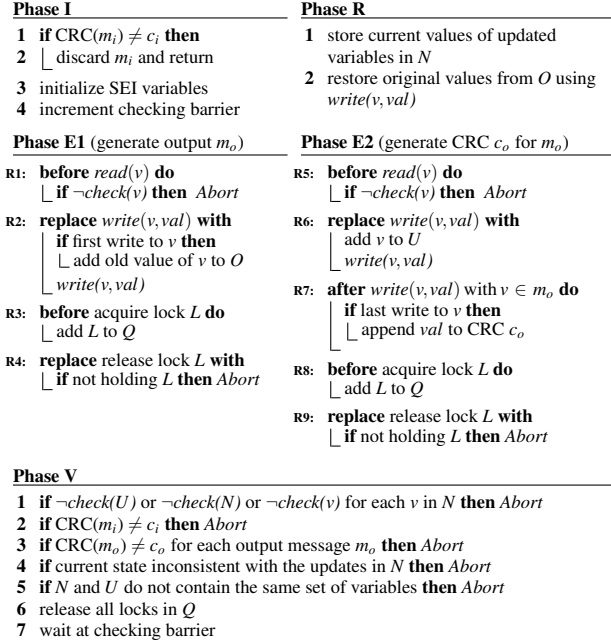 Phase I
1 if CRC(mᵢ) ≠ cᵢ then
2 discard mᵢ and return
3 initialize SEI variables
4 increment checking barrier
Phase R
1 store current values of updated
variables in N
2 restore original values from O using
write(v,val)
Phase E1 (generate output mₒ)
R1: before read(v) do
if ¬check(v) then Abort
R2: replace write(v,val) with
if first write to v then
add old value of v to O
write(v,val)
R3: before acquire lock L do
add L to Q
R4: replace release lock L with
if not holding L then Abort
Phase E2 (generate CRC cₒ for mₒ)
R5: before read(v) do
if ¬check(v) then Abort
R6: replace write(v,val) with
add v to U
write(v,val)
R7: after write(v,val) with v ∈ mₒ do
if last write to v then
append val to CRC cₒ
R8: before acquire lock L do
add L to Q
R9: replace release lock L with
if not holding L then Abort
Phase V
1 if ¬check(U) or ¬check(N) or ¬check(v) for each v in N then Abort
2 if CRC(mᵢ) ≠ cᵢ then Abort
3 if CRC(mₒ) ≠ cₒ for each output message mₒ then Abort
4 if current state inconsistent with the updates in N then Abort
5 if N and U do not contain the same set of variables then Abort
6 release all locks in Q
7 wait at checking barrier